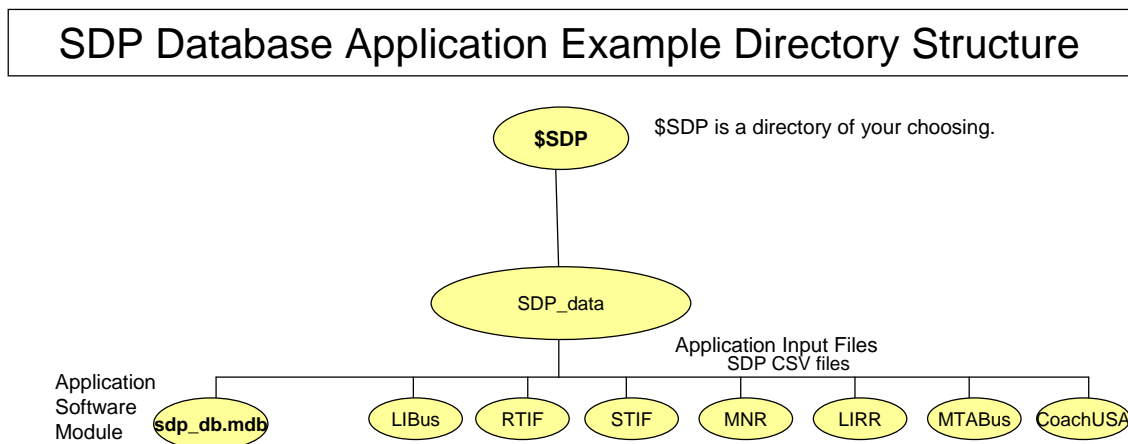 SDP Database Application Example Directory Structure
$SDP
$SDP is a directory of your choosing.
SDP_data
Application Input Files
SDP CSV files
Application
Software
Module
sdp_db.mdb
LIBus
RTIF
STIF
MNR
LIRR
MTABus
CoachUSA